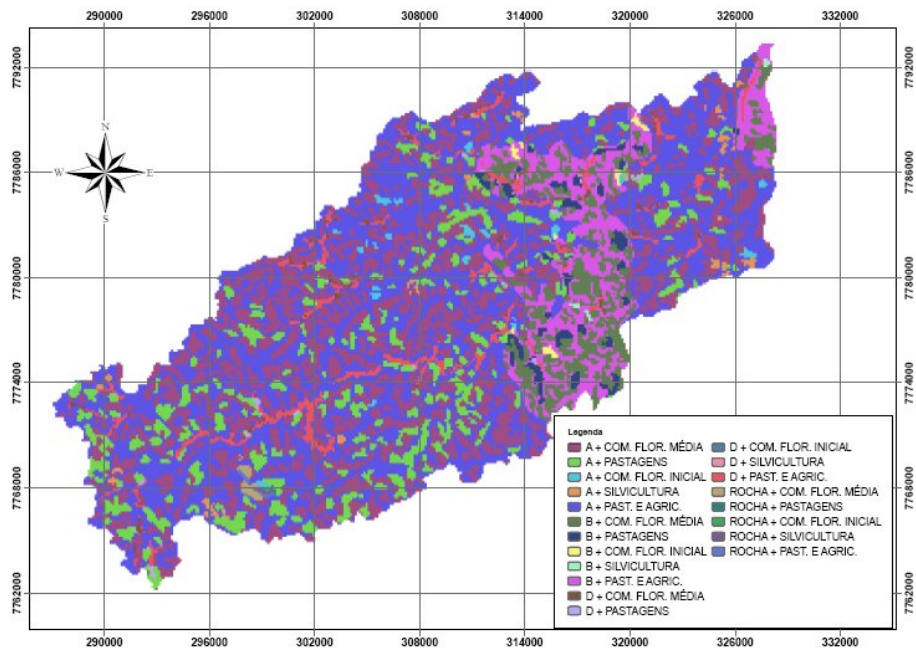 290000 296000 302000 308000 314000 320000 326000 332000
7792000 7792000
N
7786000 W E 7786000
S
7780000 7780000
7774000 7774000
Legenda
A + COM. FLOR. MÉDIA D + COM. FLOR. INICIAL
A + PASTAGENS D + SILVICULTURA
A + COM. FLOR. INICIAL D + PAST. E AGRIC.
7768000 A + SILVICULTURA ROCHA + COM. FLOR. MÉDIA 7768000
A + PAST. E AGRIC. ROCHA + PASTAGENS
B + COM. FLOR. MÉDIA ROCHA + COM. FLOR. INICIAL
B + PASTAGENS ROCHA + SILVICULTURA
B + COM. FLOR. INICIAL ROCHA + PAST. E AGRIC.
B + SILVICULTURA
B + PAST. E AGRIC.
7762000 D + COM. FLOR. MÉDIA 7762000
D + PASTAGENS
290000 296000 302000 308000 314000 320000 326000 332000